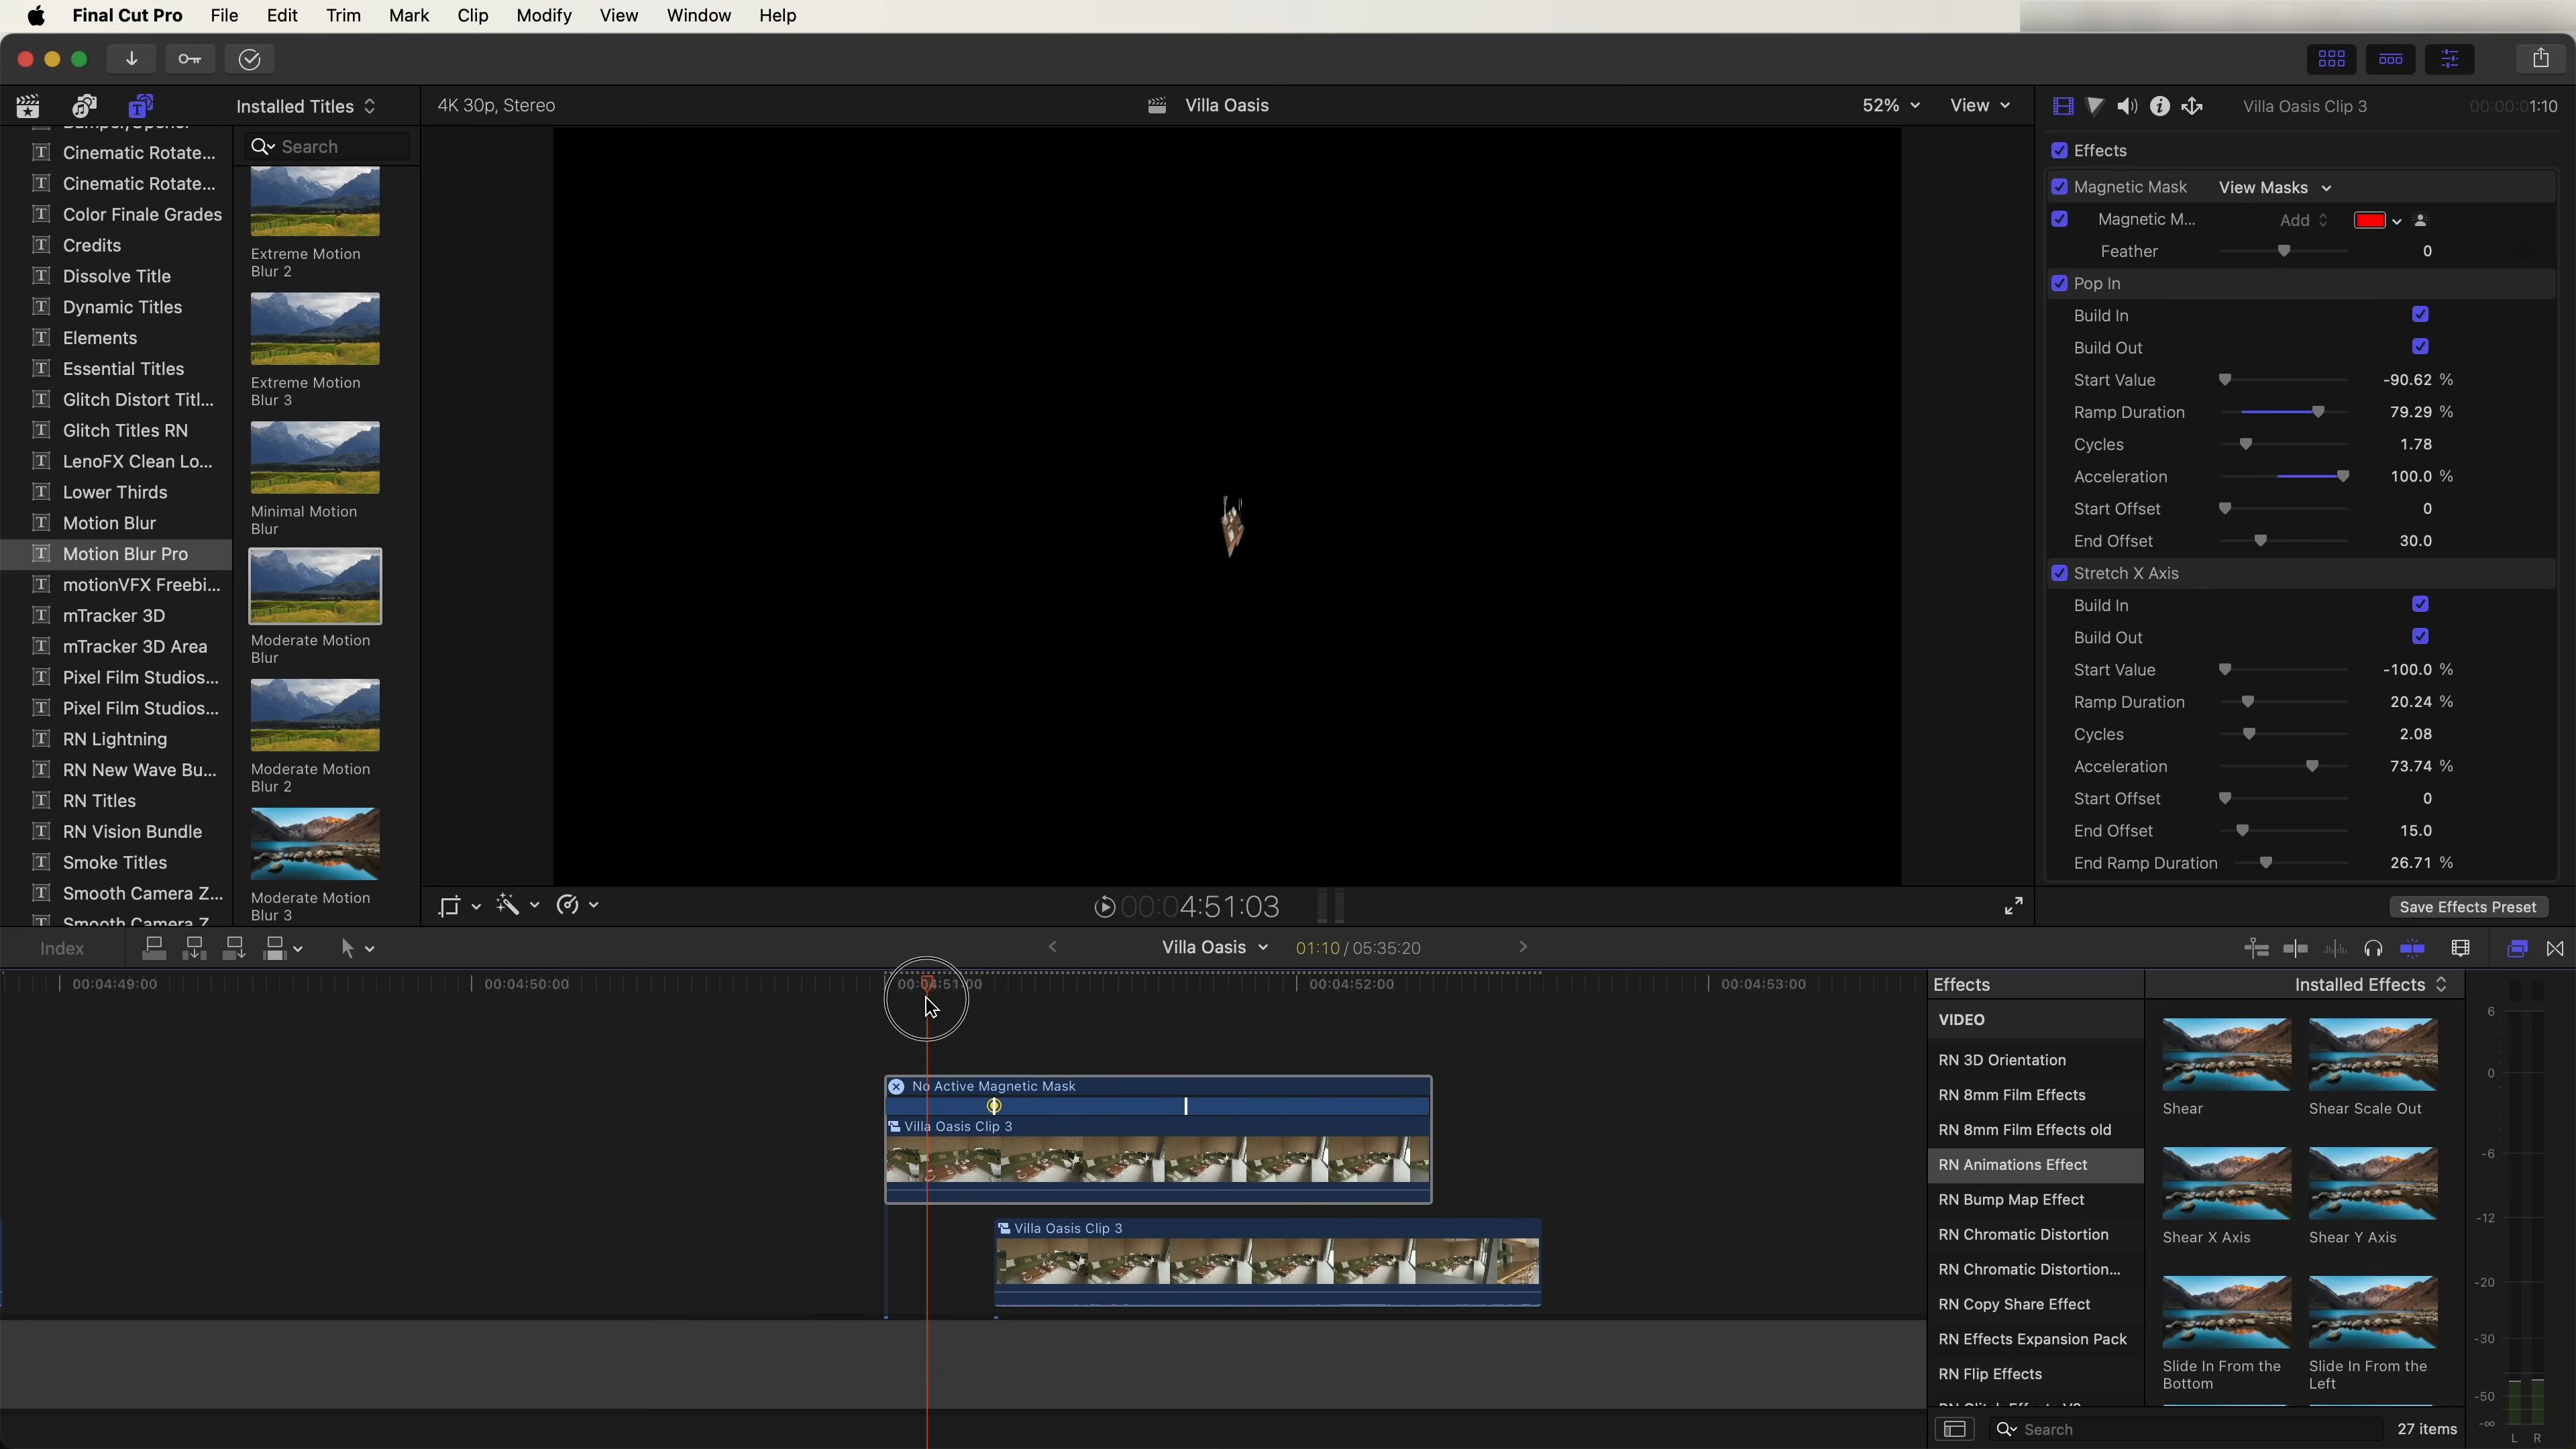 Final Cut Pro File Edit Trim Mark Clip Modify View Window Help
Installed Titles
4K 30p, Stereo
Villa Oasis
52%
View
Villa Oasis Clip 3
00:00:01:10
Search
Cinematic Rotate...
Cinematic Rotate...
Color Finale Grades
Credits
Dissolve Title
Dynamic Titles
Elements
Essential Titles
Glitch Distort Titl...
Glitch Titles RN
LenoFX Clean Lo...
Lower Thirds
Motion Blur
Motion Blur Pro
motionVFX Freebi...
mTracker 3D
mTracker 3D Area
Pixel Film Studios...
Pixel Film Studios...
RN Lightning
RN New Wave Bu...
RN Titles
RN Vision Bundle
Smoke Titles
Smooth Camera Z...
Smooth Camera Z
Extreme Motion
Blur 2
Extreme Motion
Blur 3
Minimal Motion
Blur
Moderate Motion
Blur
Moderate Motion
Blur 2
Moderate Motion
Blur 3
Effects
Magnetic Mask View Masks
Magnetic M... Add
Feather 0
Pop In
Build In
Build Out
Start Value -90.62 %
Ramp Duration 79.29 %
Cycles 1.78
Acceleration 100.0 %
Start Offset 0
End Offset 30.0
Stretch X Axis
Build In
Build Out
Start Value -100.0 %
Ramp Duration 20.24 %
Cycles 2.08
Acceleration 73.74 %
Start Offset 0
End Offset 15.0
End Ramp Duration 26.71 %
Save Effects Preset
00:04:51:03
Index
Villa Oasis
01:10 / 05:35:20
00:04:49:00 00:04:50:00 00:04:51:00 00:04:52:00 00:04:53:00
No Active Magnetic Mask
Villa Oasis Clip 3
Villa Oasis Clip 3
Effects
Installed Effects
VIDEO
RN 3D Orientation
RN 8mm Film Effects
RN 8mm Film Effects old
RN Animations Effect
RN Bump Map Effect
RN Chromatic Distortion
RN Chromatic Distortion...
RN Copy Share Effect
RN Effects Expansion Pack
RN Flip Effects
Shear
Shear Scale Out
Shear X Axis
Shear Y Axis
Slide In From the
Bottom
Slide In From the
Left
Search
27 items
6
0
-6
-12
-20
-30
-50
-∞
L R